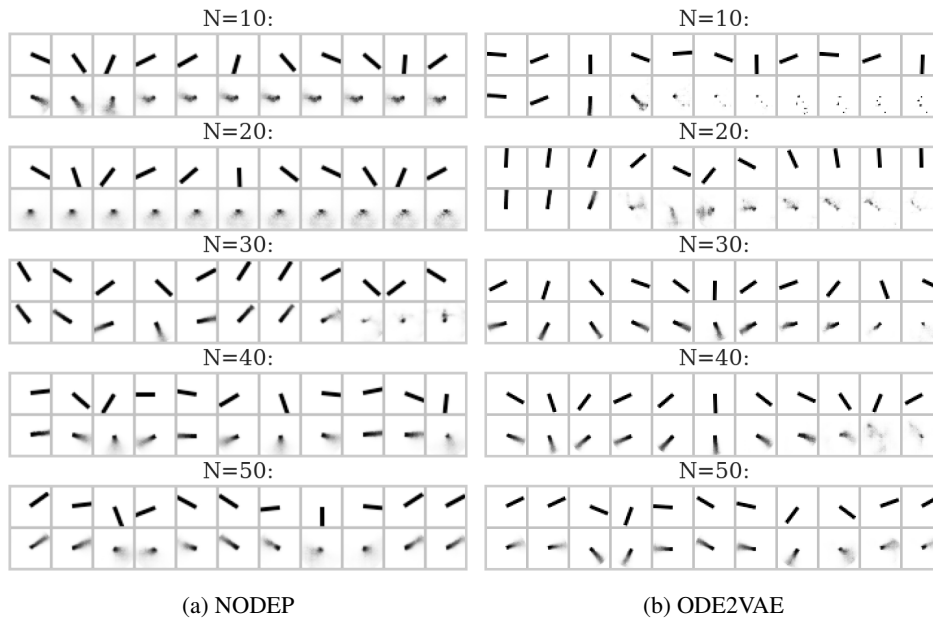 N=10:
N=20:
N=30:
N=40:
N=50:
(a) NODEP
N=10:
N=20:
N=30:
N=40:
N=50:
(b) ODE2VAE